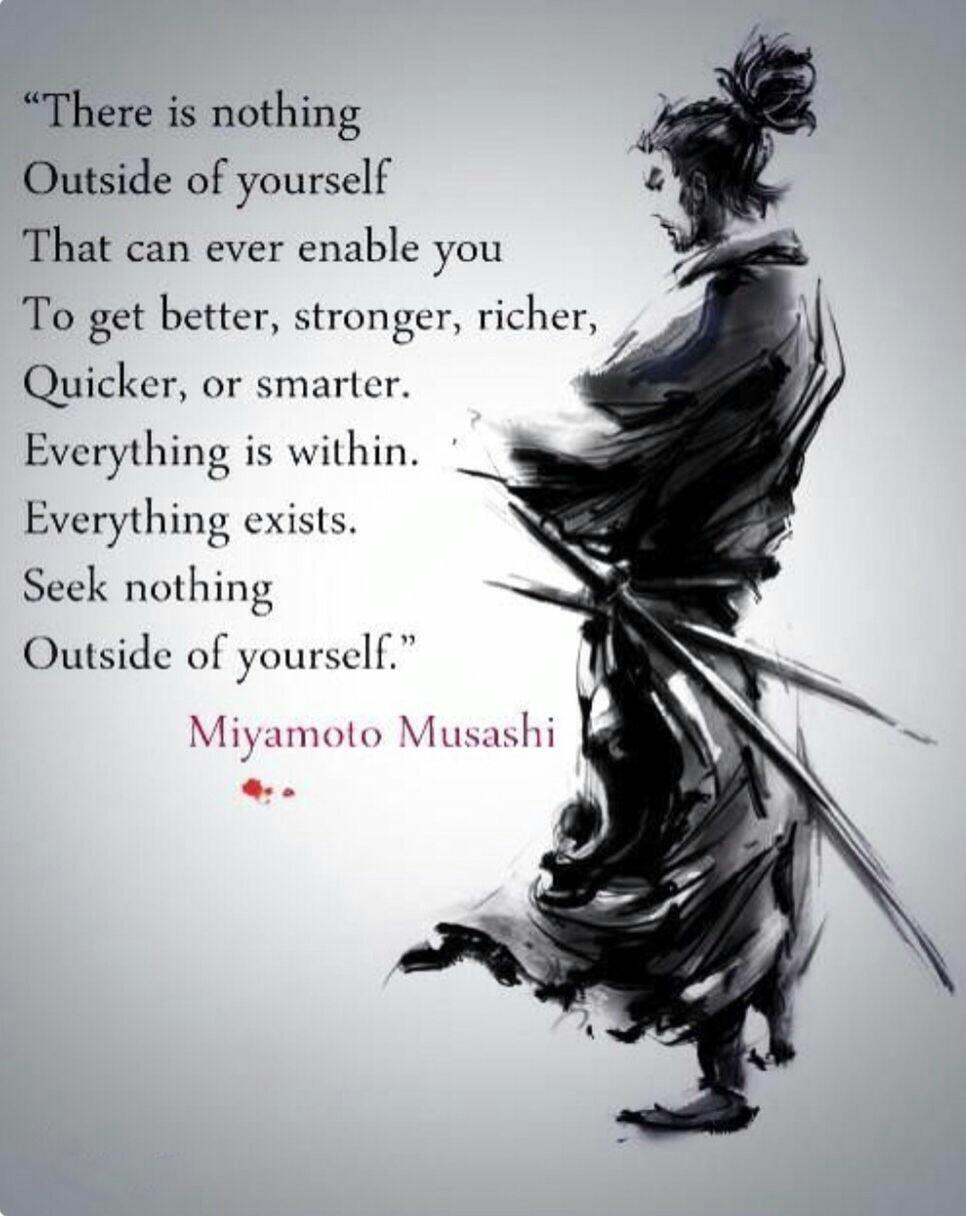 “There is nothing
Outside of yourself
That can ever enable you
To get better, stronger, richer,
Quicker, or smarter.
Everything is within.
Everything exists.
Seek nothing
Outside of yourself.”
Miyamoto Musashi